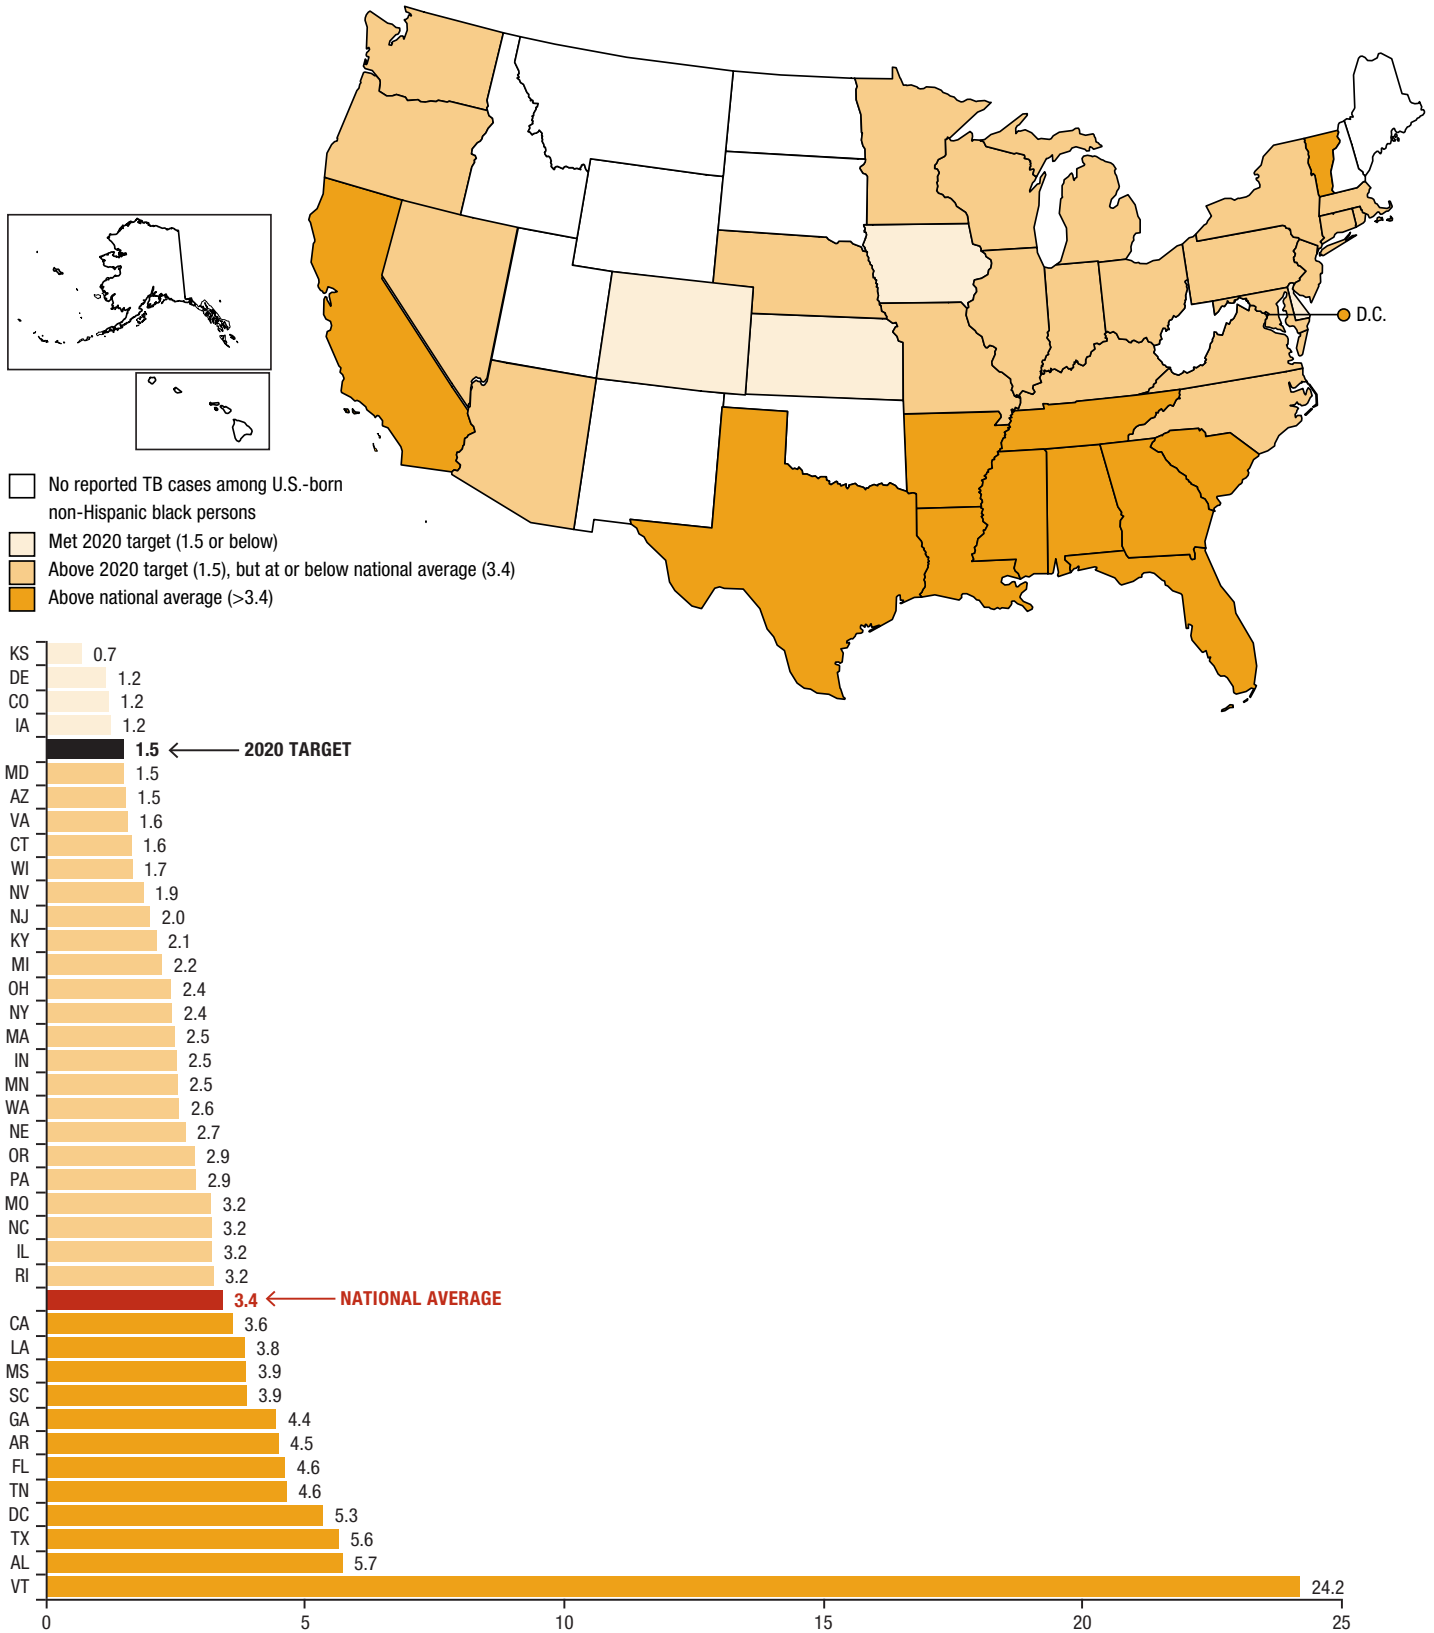 D.C.
No reported TB cases among U.S.-born
non-Hispanic black persons
Met 2020 target (1.5 or below)
Above 2020 target (1.5), but at or below national average (3.4)
Above national average (>3.4)
KS 0.7
DE 1.2
CO 1.2
IA 1.2
1.5 2020 TARGET
MD 1.5
AZ 1.5
VA 1.6
CT 1.6
WI 1.7
NV 1.9
NJ 2.0
KY 2.1
MI 2.2
OH 2.4
NY 2.4
MA 2.5
IN 2.5
MN 2.5
WA 2.6
NE 2.7
OR 2.9
PA 2.9
MO 3.2
NC 3.2
IL 3.2
RI 3.2
3.4 NATIONAL AVERAGE
CA 3.6
LA 3.8
MS 3.9
SC 3.9
GA 4.4
AR 4.5
FL 4.6
TN 4.6
DC 5.3
TX 5.6
AL 5.7
VT 24.2
0 5 10 15 20 25